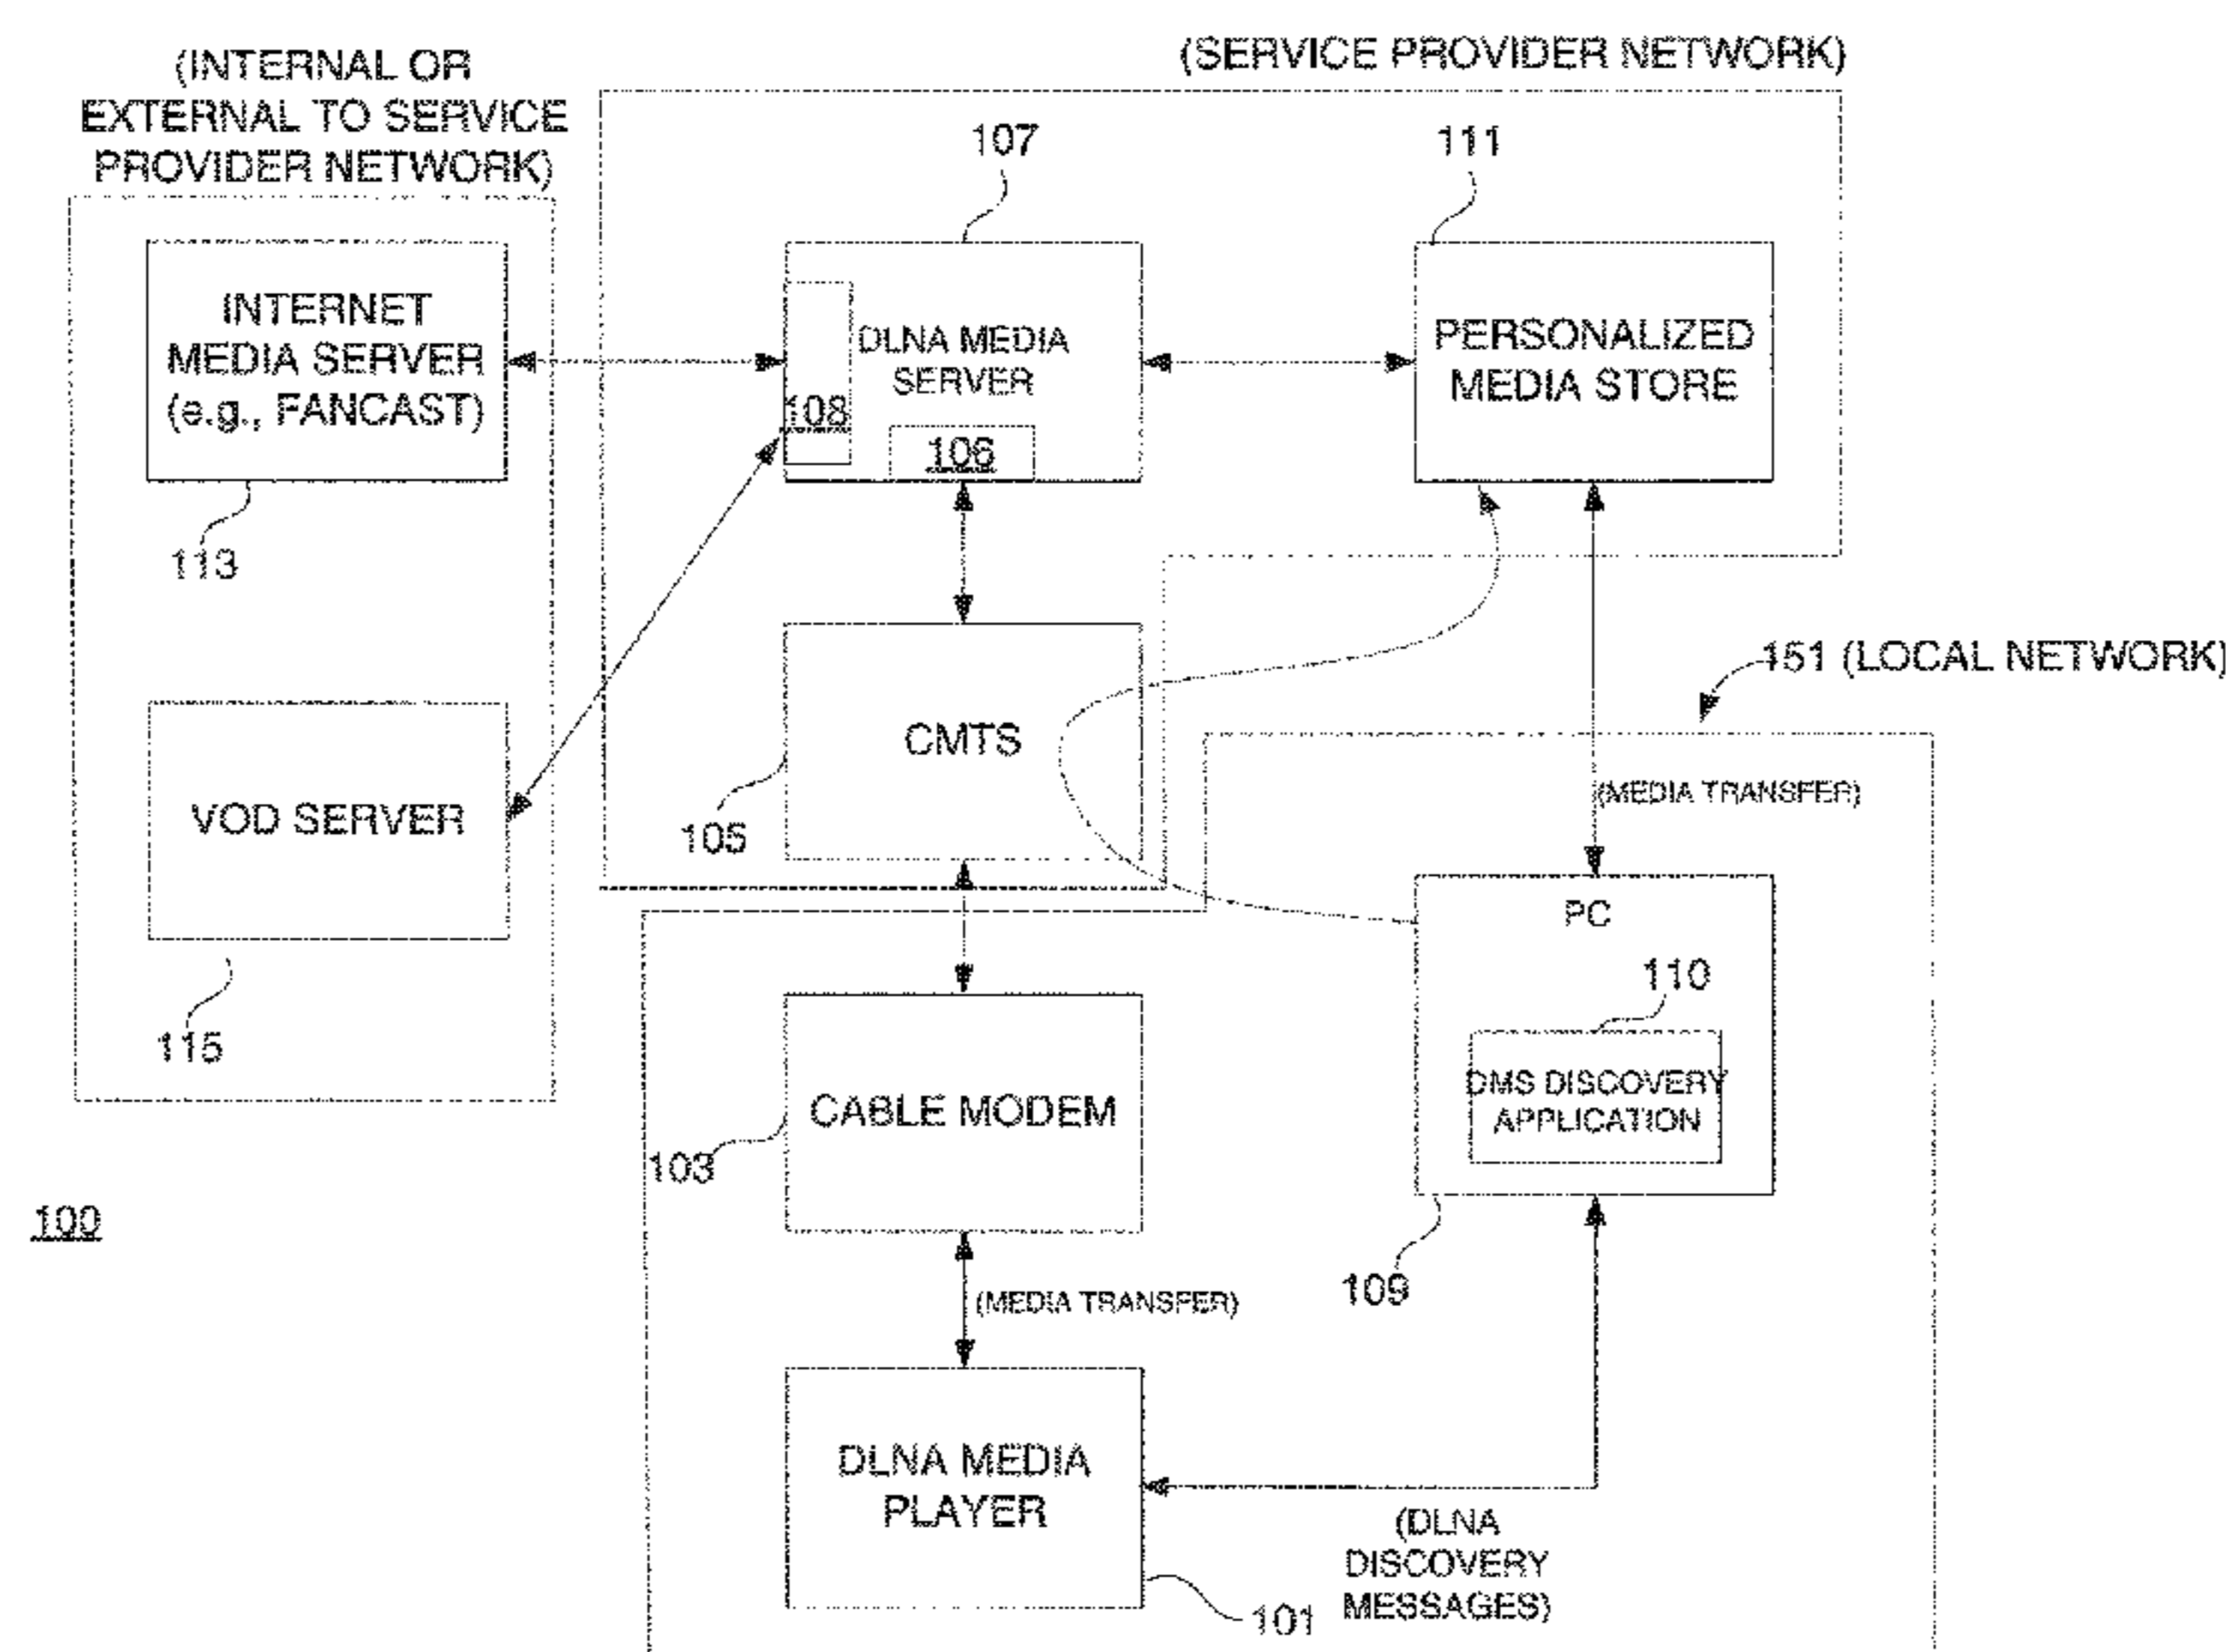 (INTERNAL OR
EXTERNAL TO SERVICE
PROVIDER NETWORK)
(SERVICE PROVIDER NETWORK)
107
111
INTERNET
MEDIA SERVER
(e.g., FANCAST)
113
DLNA MEDIA
SERVER
108
106
PERSONALIZED
MEDIA STORE
151 (LOCAL NETWORK)
CMTS
105
VOD SERVER
115
(MEDIA TRANSFER)
PC
110
DMS DISCOVERY
APPLICATION
109
CABLE MODEM
103
100
(MEDIA TRANSFER)
DLNA MEDIA
PLAYER
101
(DLNA
DISCOVERY
MESSAGES)